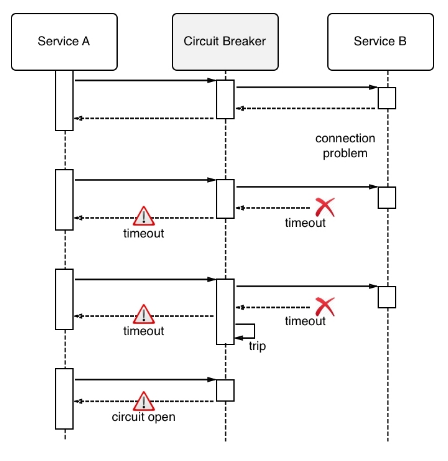 Service A
Circuit Breaker
Service B
connection
problem
timeout
timeout
timeout
timeout
trip
circuit open